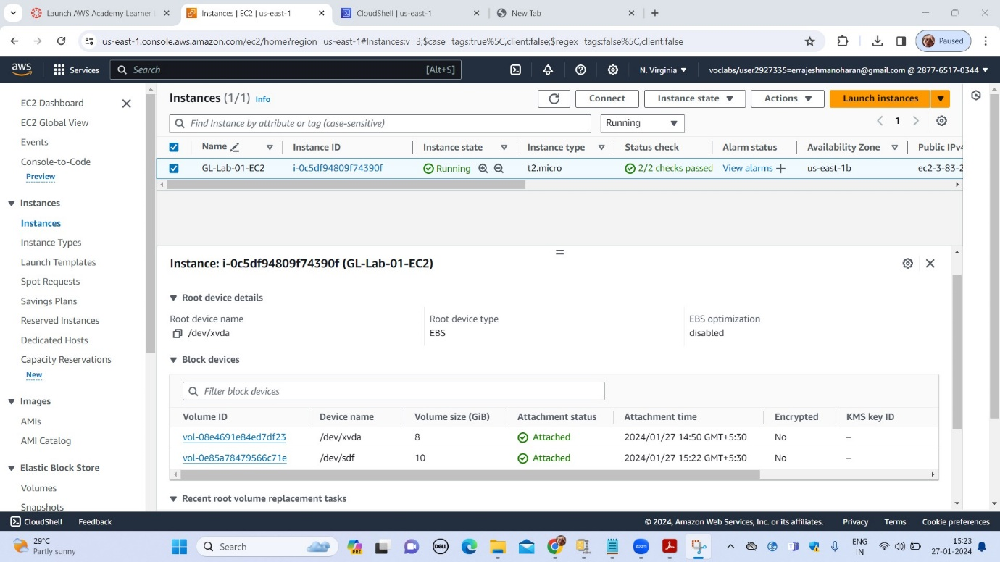 Launch AWS Academy Learner
Instances | EC2 | us-east-1
CloudShell | us-east-1
New Tab
us-east-1.console.aws.amazon.com/ec2/home?region=us-east-1#Instances:v=3;$case=tags:true%5C,client:false;$regex=tags:false%5C,client:false
Paused
aws
Services
Search [Alt+S]
N. Virginia
voclabs/user2927335=errajeshmanoharan@gmail.com @ 2877-6517-0344
EC2 Dashboard
EC2 Global View
Events
Console-to-Code
Preview
Instances
Instances
Instance Types
Launch Templates
Spot Requests
Savings Plans
Reserved Instances
Dedicated Hosts
Capacity Reservations
New
Images
AMIs
AMI Catalog
Elastic Block Store
Volumes
Snapshots
Instances (1/1) Info
Connect
Instance state
Actions
Launch instances
Find Instance by attribute or tag (case-sensitive)
Running
1
Name Instance ID Instance state Instance type Status check Alarm status Availability Zone Public IPv4
GL-Lab-01-EC2 i-0c5df94809f74390f Running t2.micro 2/2 checks passed View alarms us-east-1b ec2-3-83-2
Instance: i-0c5df94809f74390f (GL-Lab-01-EC2)
Root device details
Root device name Root device type EBS optimization
/dev/xvda EBS disabled
Block devices
Filter block devices
Volume ID Device name Volume size (GiB) Attachment status Attachment time Encrypted KMS key ID
vol-08e4691e84ed7df23 /dev/xvda 8 Attached 2024/01/27 14:50 GMT+5:30 No –
vol-0e85a78479566c71e /dev/sdf 10 Attached 2024/01/27 15:22 GMT+5:30 No –
Recent root volume replacement tasks
CloudShell Feedback © 2024, Amazon Web Services, Inc. or its affiliates. Privacy Terms Cookie preferences
29°C
Partly sunny
Search
PRE
DELL
zoom
ENG
IN
15:23
27-01-2024